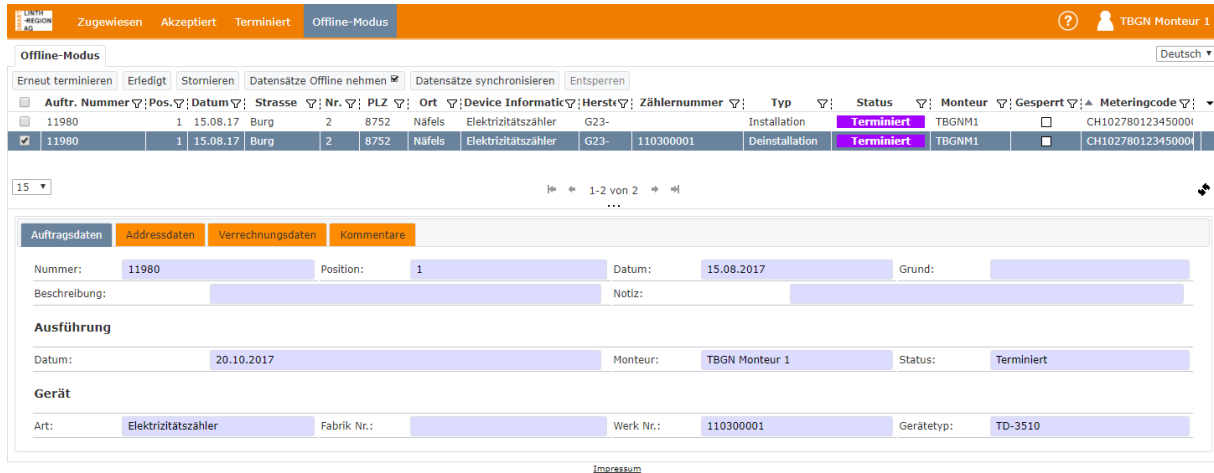 SMART LINTH -REGION AG
Zugewiesen Akzeptiert Terminiert Offline-Modus ? TBGN Monteur 1
Offline-Modus Deutsch
Erneut terminieren Erledigt Stornieren Datensätze Offline nehmen Datensätze synchronisieren Entsperren
Auftr. Nummer Pos. Datum Strasse Nr. PLZ Ort Device Informatic Herste Zählernummer Typ Status Monteur Gesperrt Meteringcode
11980 1 15.08.17 Burg 2 8752 Näfels Elektrizitätszähler G23- Installation Terminiert TBGNM1 CH102780123450000
11980 1 15.08.17 Burg 2 8752 Näfels Elektrizitätszähler G23- 110300001 Deinstallation Terminiert TBGNM1 CH102780123450000
15 1-2 von 2
...
Auftragsdaten Addressdaten Verrechnungsdaten Kommentare
Nummer: 11980 Position: 1 Datum: 15.08.2017 Grund:
Beschreibung: Notiz:
Ausführung
Datum: 20.10.2017 Monteur: TBGN Monteur 1 Status: Terminiert
Gerät
Art: Elektrizitätszähler Fabrik Nr.: Werk Nr.: 110300001 Gerätetyp: TD-3510
Impressum